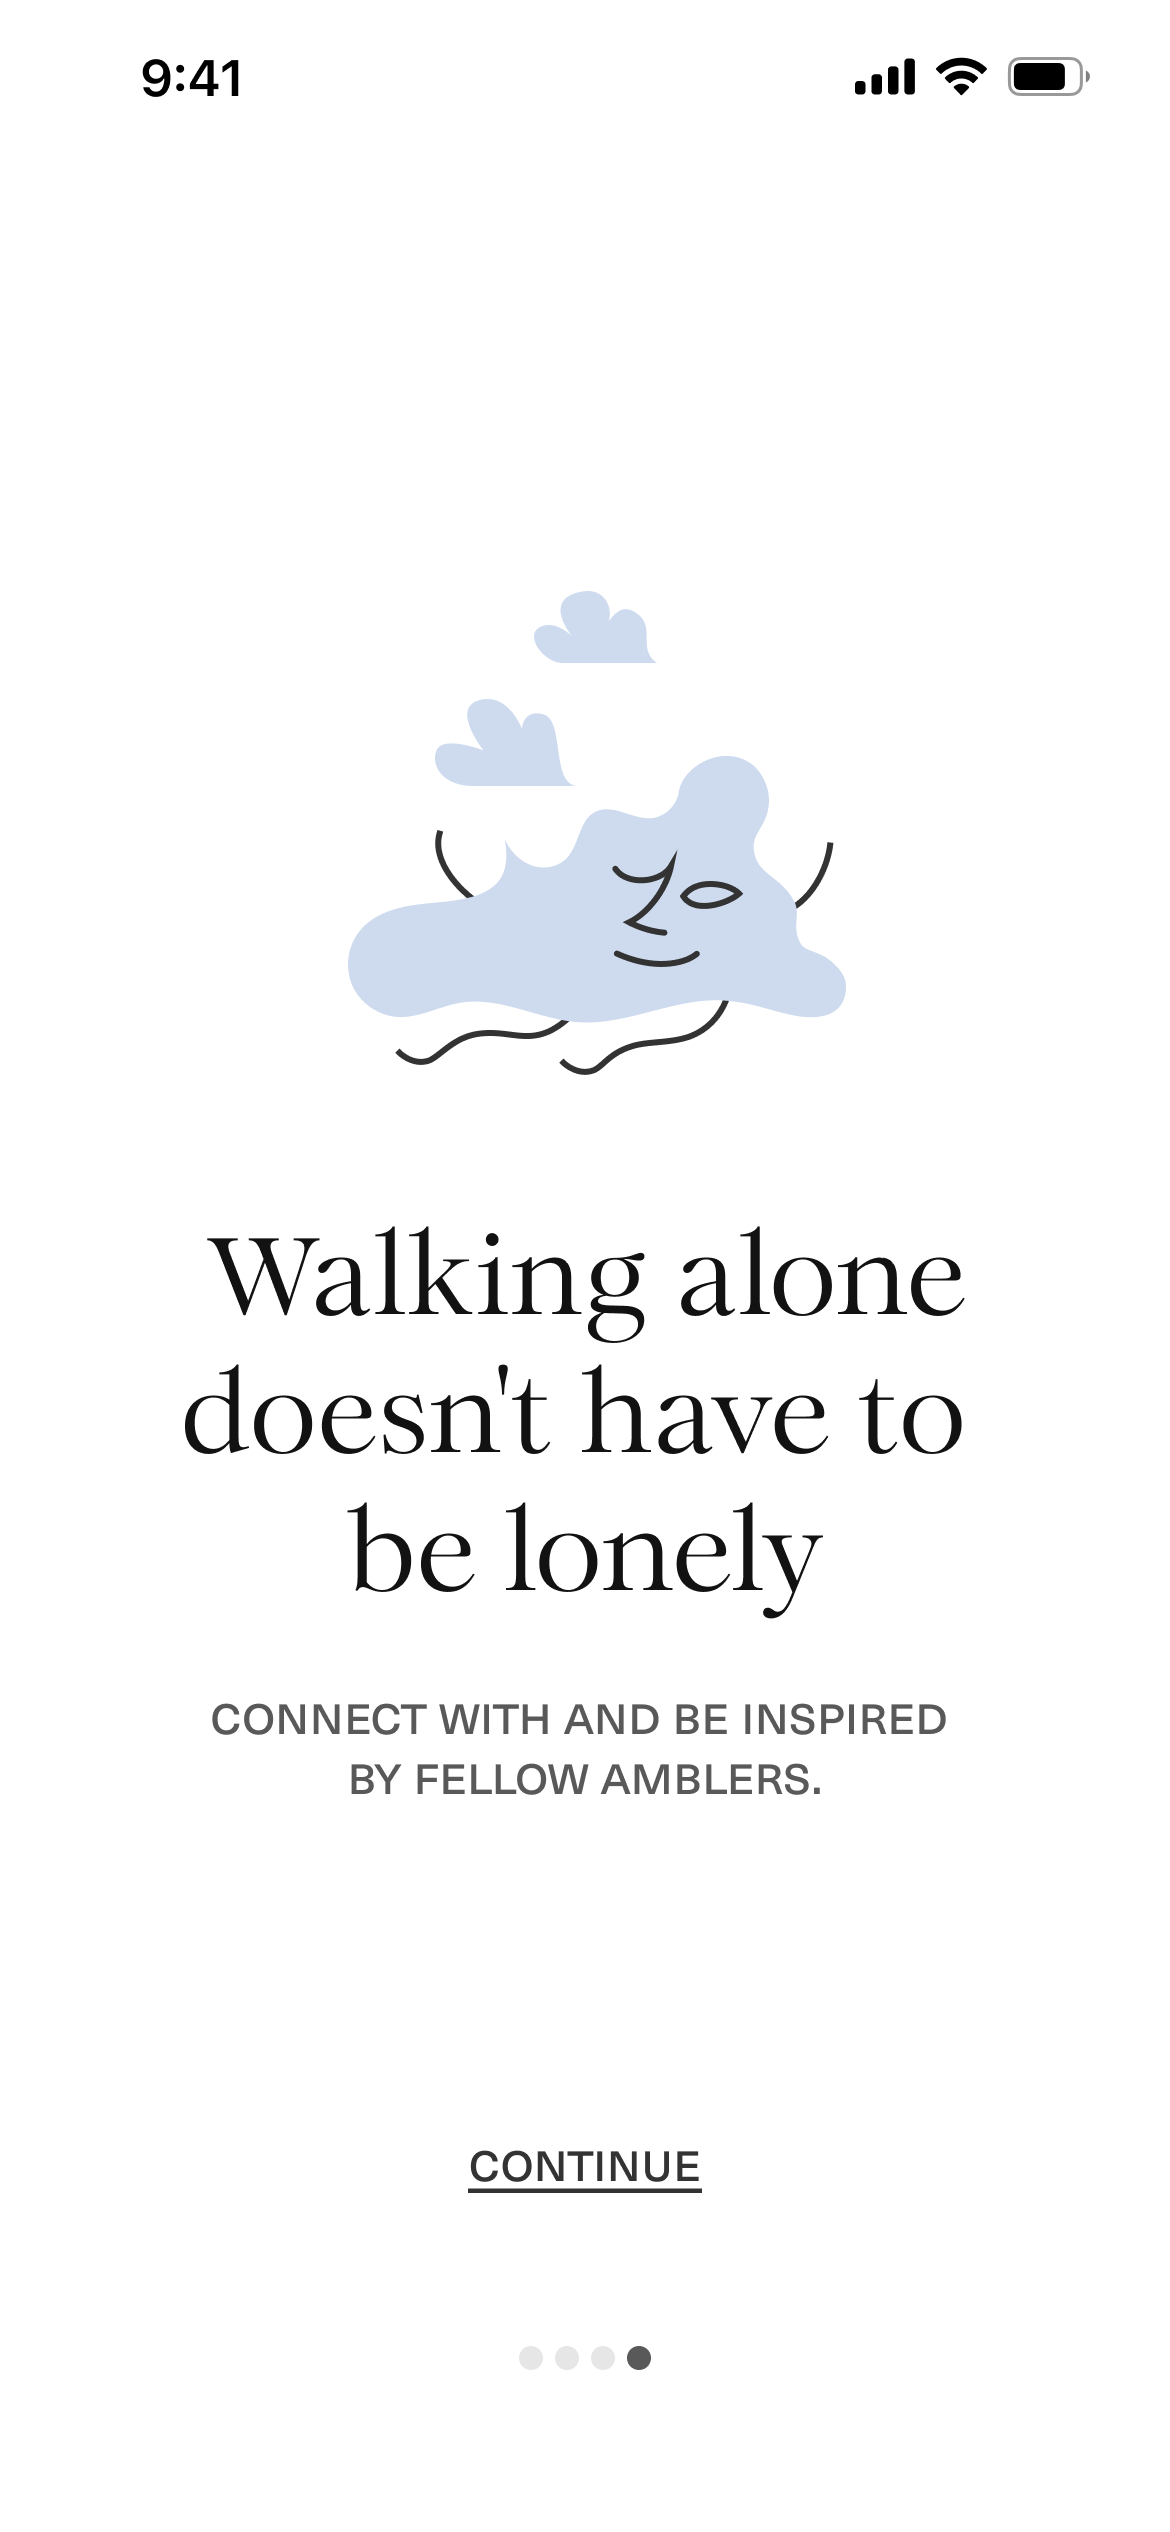 9:41
Walking alone
doesn't have to
be lonely
CONNECT WITH AND BE INSPIRED
BY FELLOW AMBLERS.
CONTINUE